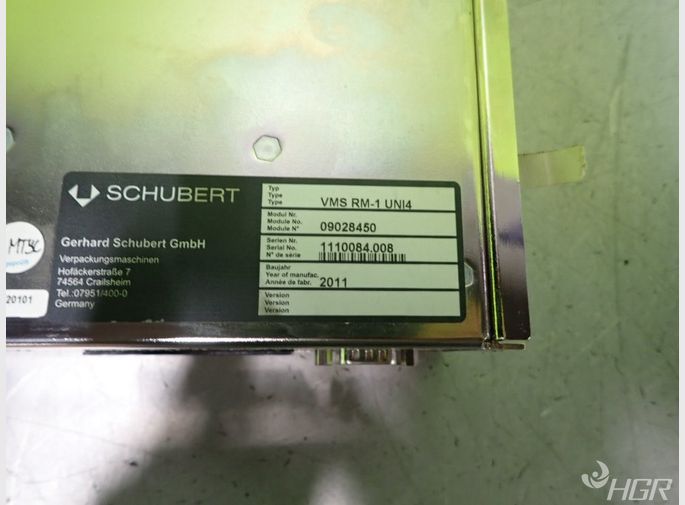 SCHUBERT
Gerhard Schubert GmbH
Verpackungsmaschinen
Hofäckerstraße 7
74564 Crailsheim
Tel.:07951/400-0
Germany
Typ
Type
Type
VMS RM-1 UNI4
Modul Nr.
Module No.
Module N°
09028450
Serien Nr.
Serial No.
N° de série
1110084.008
Baujahr
Year of manufac.
Année de fabr.
2011
Version
Version
Version
MTBC
20101
HGR